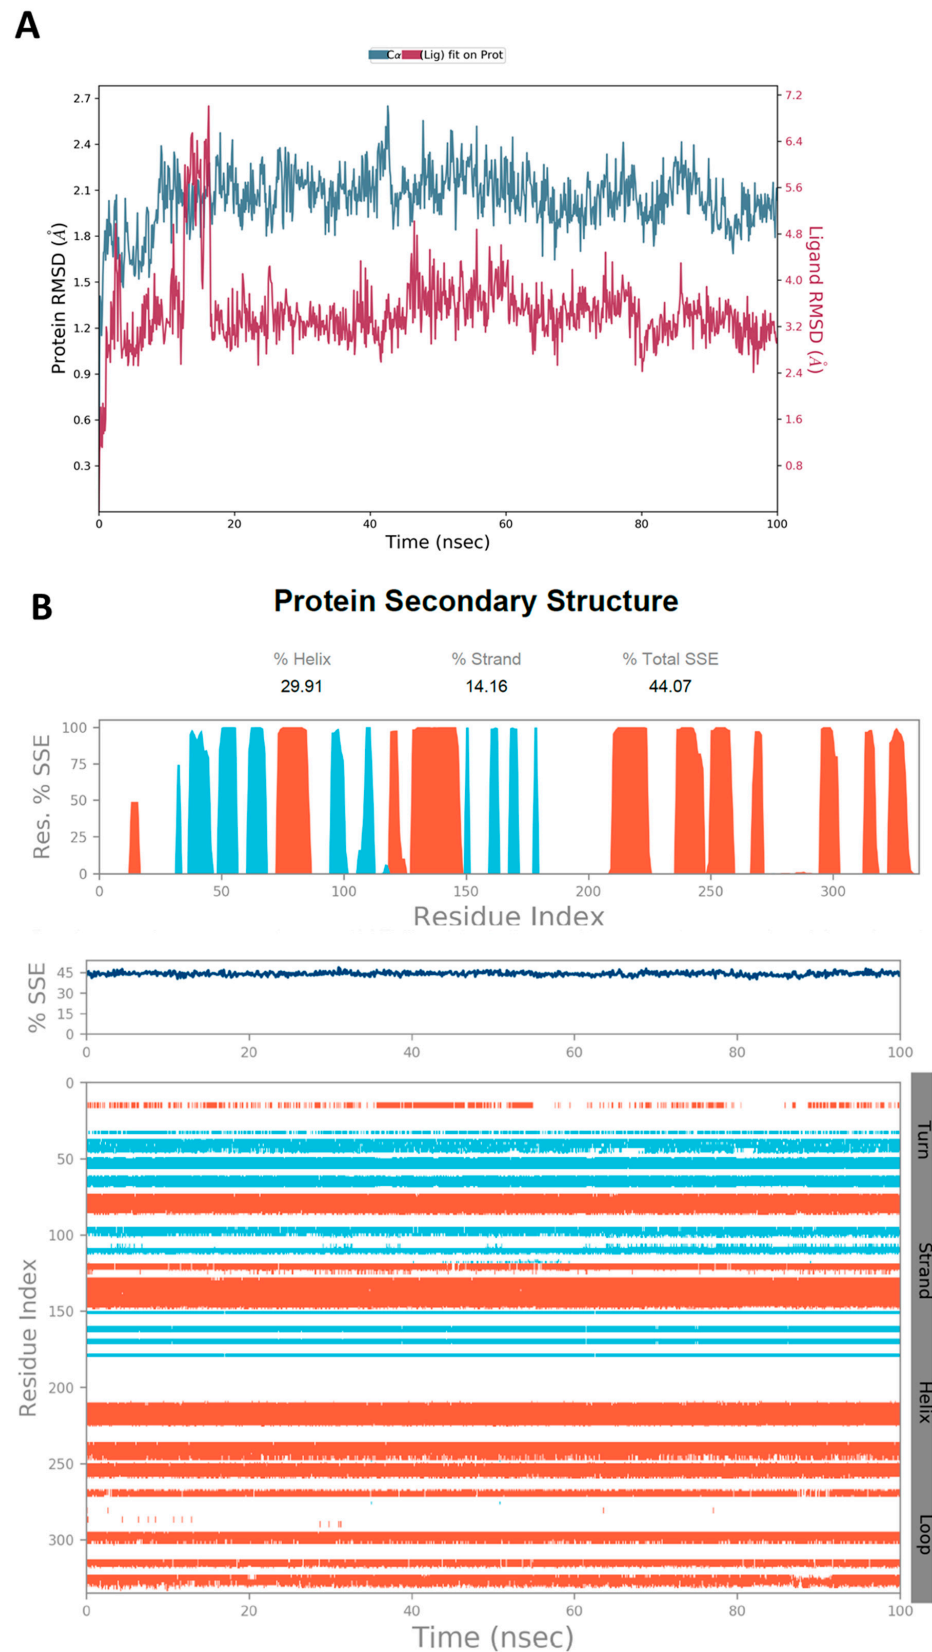 A
Cα (Lig) fit on Prot
2.7
2.4
2.1
1.8
1.5
1.2
0.9
0.6
0.3
Protein RMSD (Å)
7.2
6.4
5.6
4.8
4.0
3.2
2.4
1.6
0.8
Ligand RMSD (Å)
0 20 40 60 80 100
Time (nsec)
B
Protein Secondary Structure
% Helix % Strand % Total SSE
29.91 14.16 44.07
Res. % SSE
100
75
50
25
0
0 50 100 150 200 250 300
Residue Index
% SSE
45
30
15
0
0 20 40 60 80 100
Residue Index
0
50
100
150
200
250
300
Turn
Strand
Helix
Loop
0 20 40 60 80 100
Time (nsec)